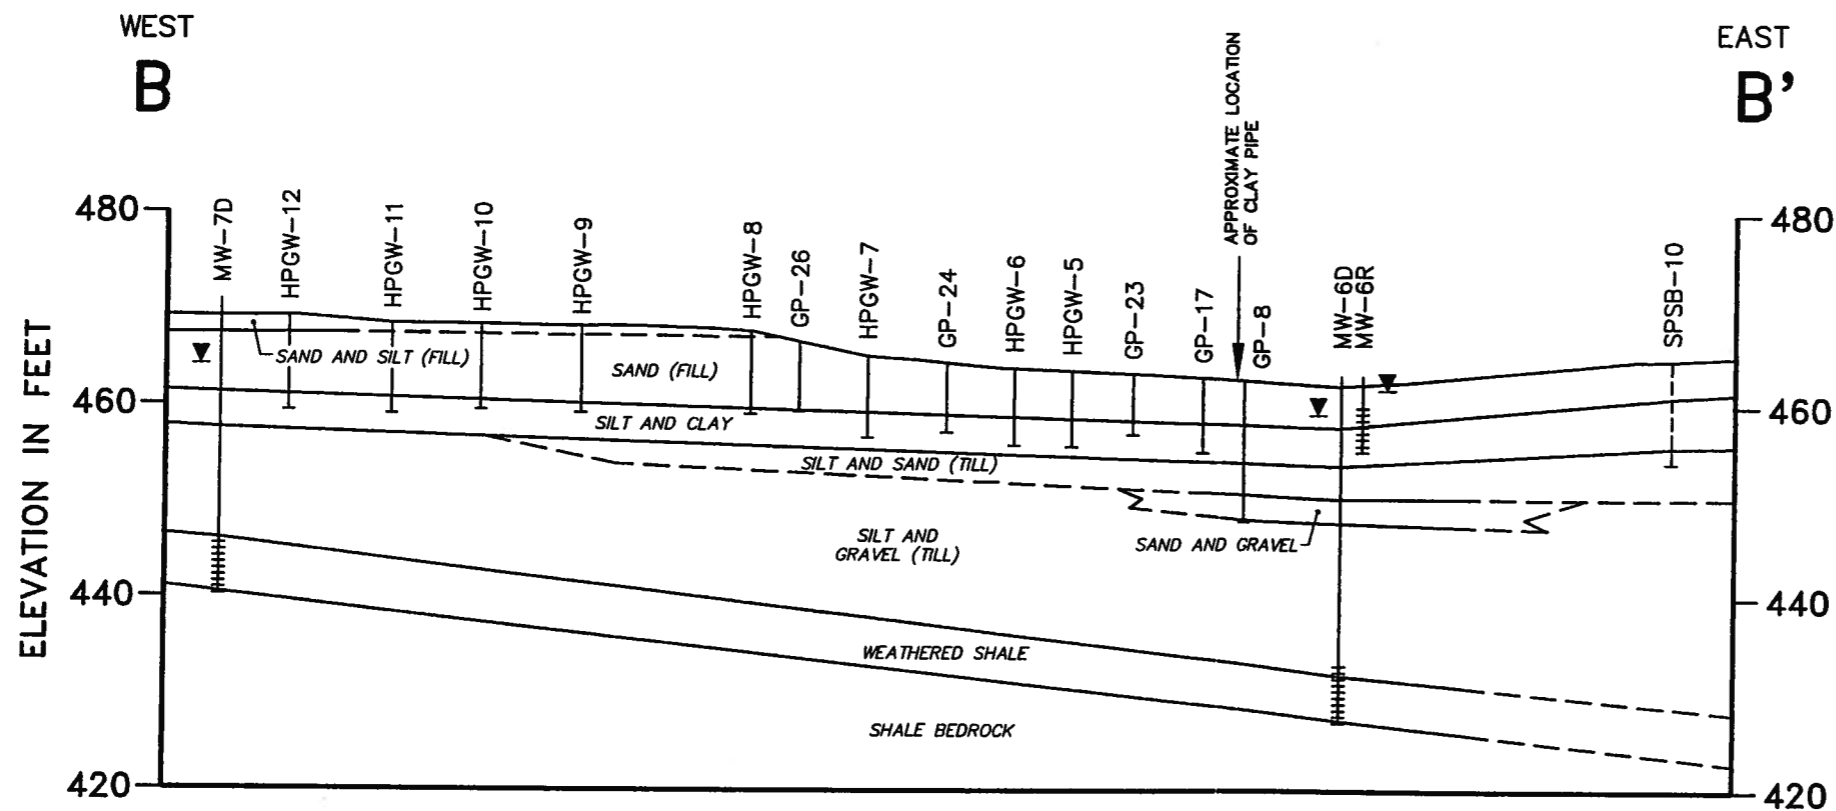 WEST
B
EAST
B'
APPROXIMATE LOCATION
OF CLAY PIPE
480
460
440
420
ELEVATION IN FEET
MW-7D
HPGW-12
HPGW-11
HPGW-10
HPGW-9
HPGW-8
GP-26
HPGW-7
GP-24
HPGW-6
HPGW-5
GP-23
GP-17
GP-8
MW-6D
MW-6R
SPSB-10
480
460
440
420
SAND AND SILT (FILL)
SAND (FILL)
SILT AND CLAY
SILT AND SAND (TILL)
SILT AND
GRAVEL (TILL)
SAND AND GRAVEL
WEATHERED SHALE
SHALE BEDROCK